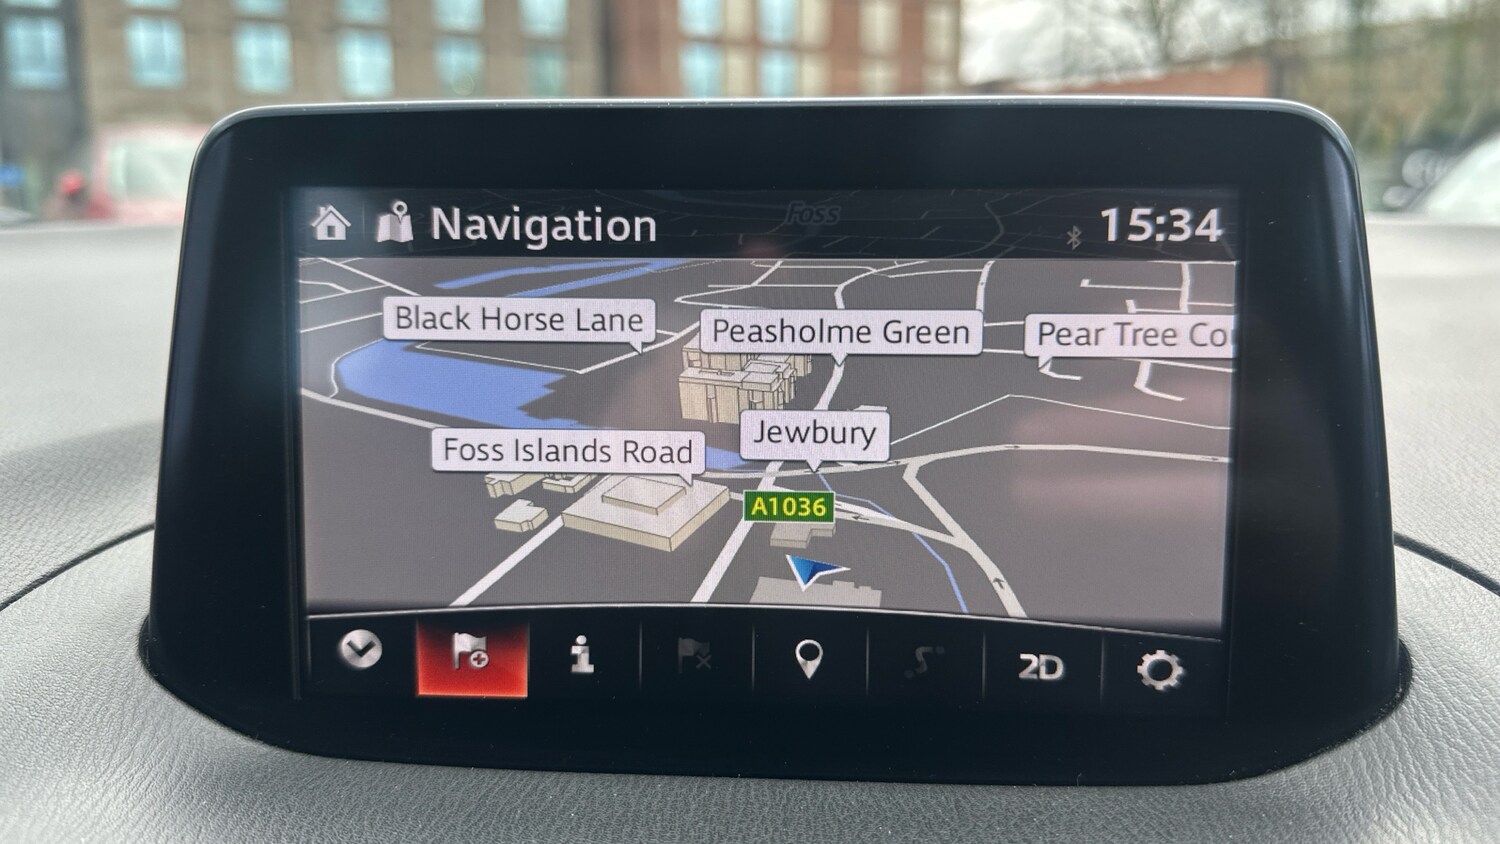 Navigation
Foss
15:34
Black Horse Lane
Peasholme Green
Pear Tree Co
Jewbury
Foss Islands Road
A1036
2D